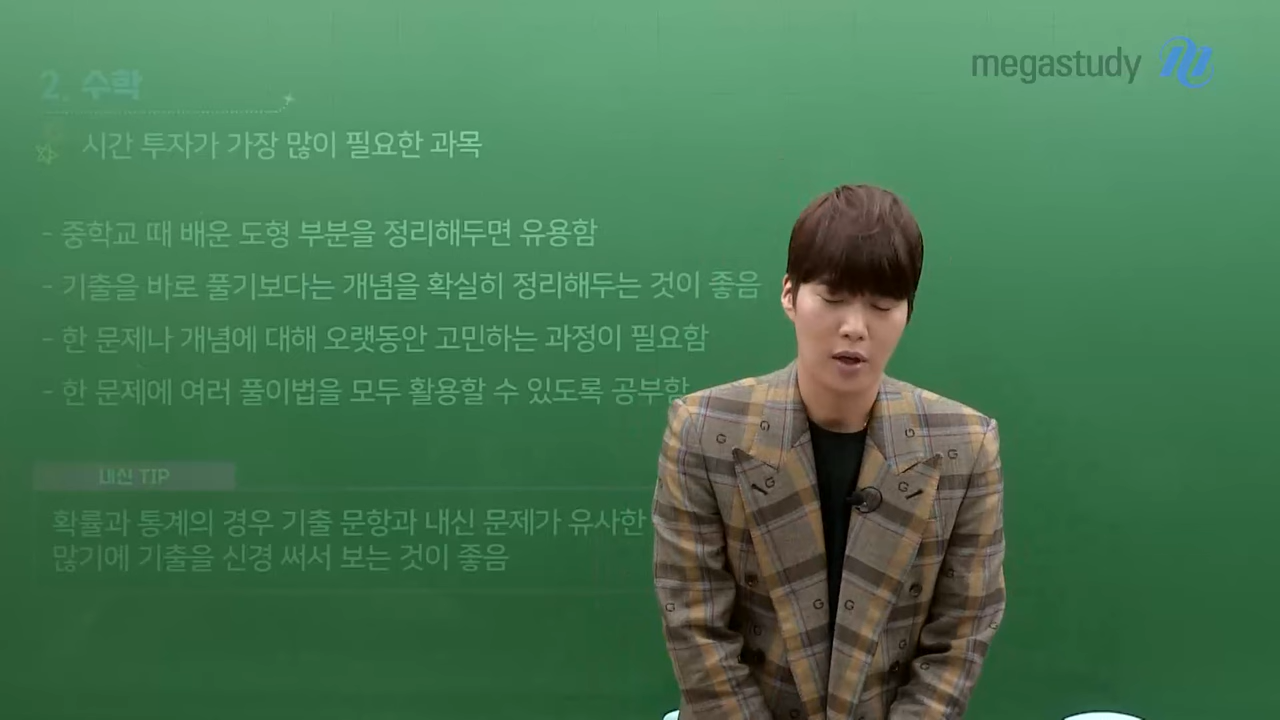 megastudy
2. 수학
시간 투자가 가장 많이 필요한 과목
- 중학교 때 배운 도형 부분을 정리해두면 유용함
- 기출을 바로 풀기보다는 개념을 확실히 정리해두는 것이 좋음
- 한 문제나 개념에 대해 오랫동안 고민하는 과정이 필요함
- 한 문제에 여러 풀이법을 모두 활용할 수 있도록 공부함
내신 TIP
확률과 통계의 경우 기출 문항과 내신 문제가 유사한
많기에 기출을 신경 써서 보는 것이 좋음